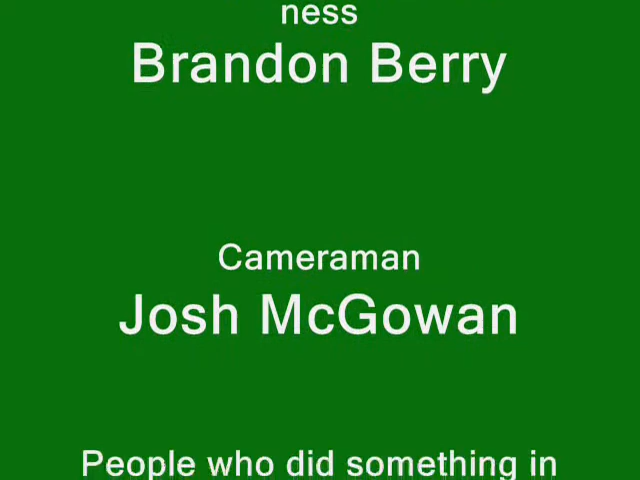 ness
Brandon Berry
Cameraman
Josh McGowan
People who did something in